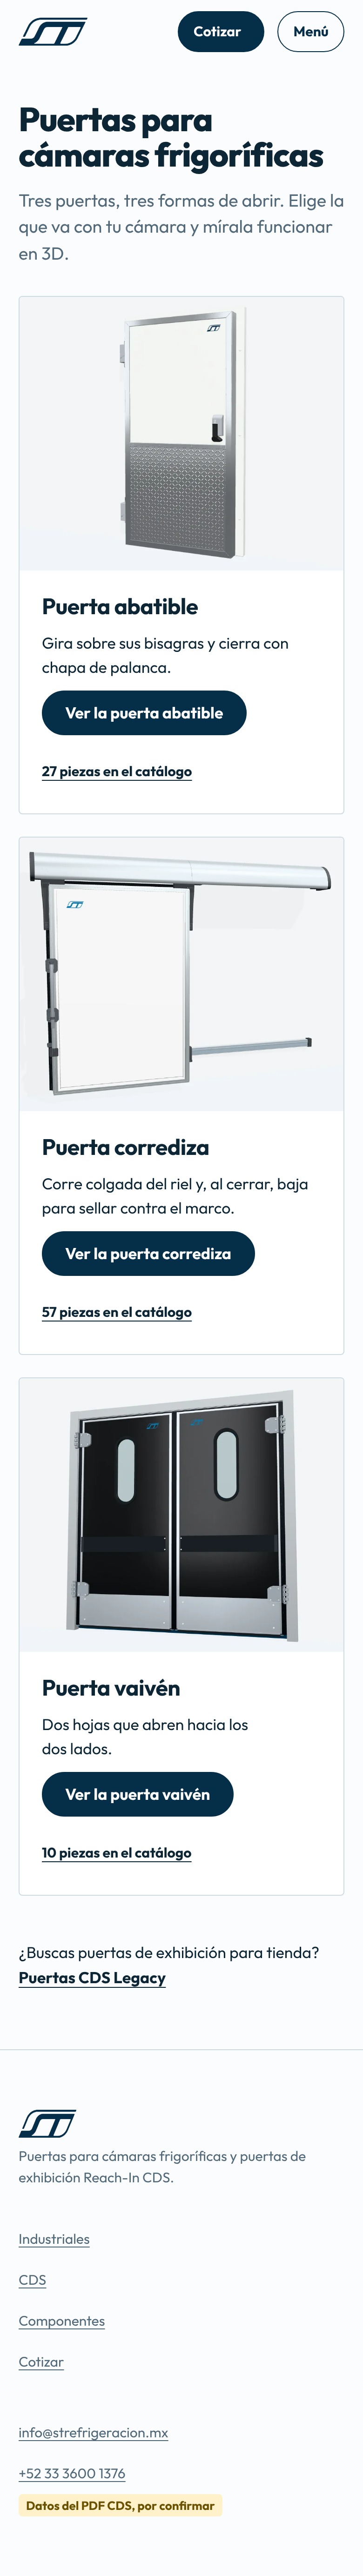 ST
Cotizar
Menú
Puertas para
cámaras frigoríficas
Tres puertas, tres formas de abrir. Elige la
que va con tu cámara y mírala funcionar
en 3D.
ST
Puerta abatible
Gira sobre sus bisagras y cierra con
chapa de palanca.
Ver la puerta abatible
27 piezas en el catálogo
ST
Puerta corrediza
Corre colgada del riel y, al cerrar, baja
para sellar contra el marco.
Ver la puerta corrediza
57 piezas en el catálogo
ST
ST
Puerta vaivén
Dos hojas que abren hacia los
dos lados.
Ver la puerta vaivén
10 piezas en el catálogo
¿Buscas puertas de exhibición para tienda?
Puertas CDS Legacy
ST
Puertas para cámaras frigoríficas y puertas de
exhibición Reach-In CDS.
Industriales
CDS
Componentes
Cotizar
info@strefrigeracion.mx
+52 33 3600 1376
Datos del PDF CDS, por confirmar